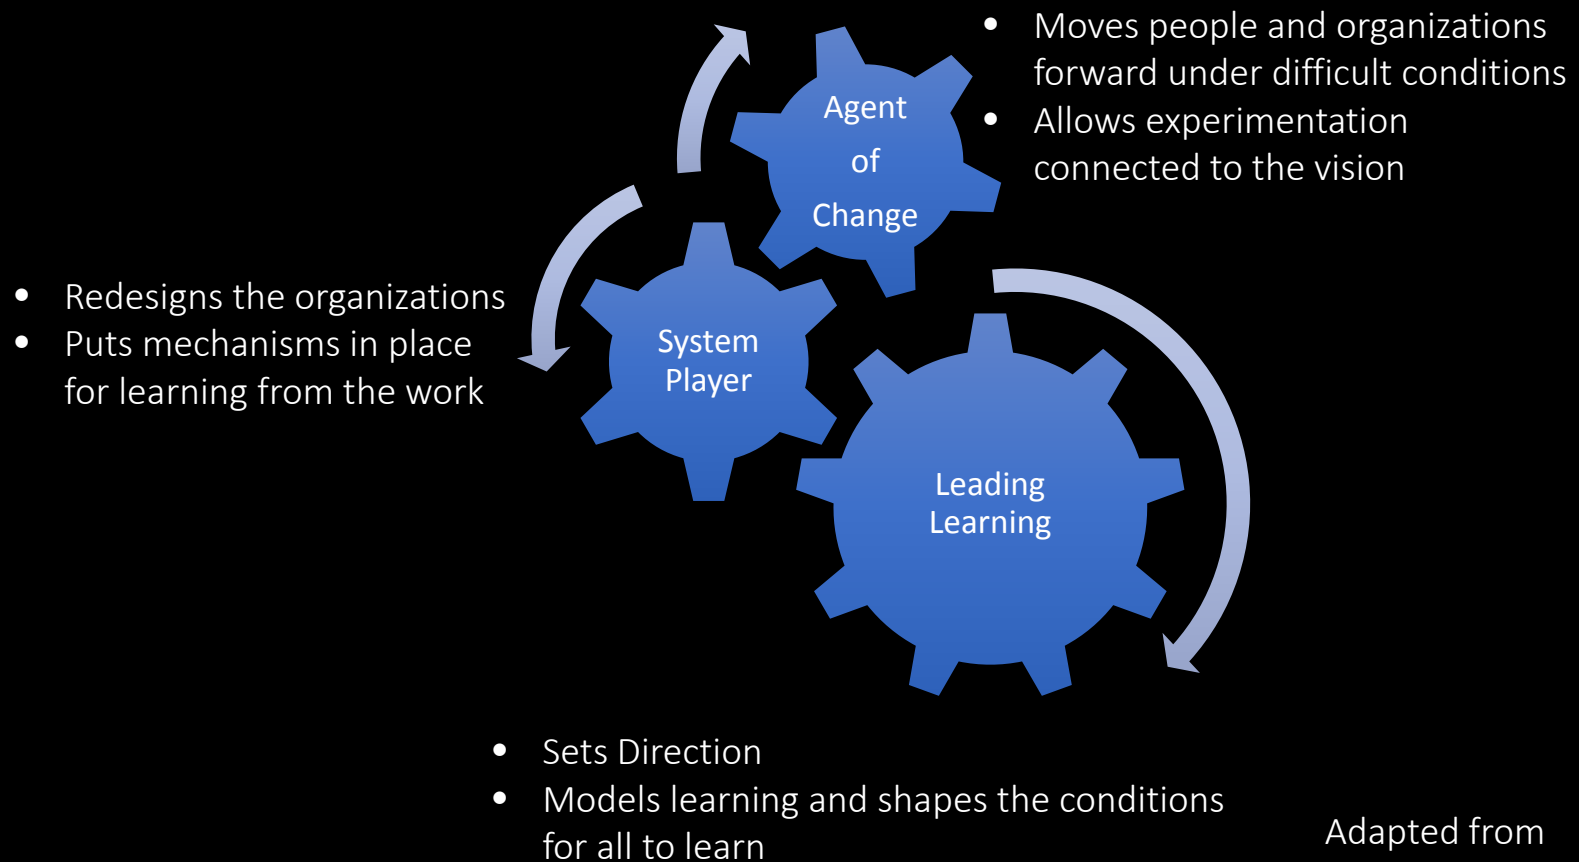 • Moves people and organizations
forward under difficult conditions
• Allows experimentation
connected to the vision
Agent
of
Change
• Redesigns the organizations
• Puts mechanisms in place
for learning from the work
System
Player
Leading
Learning
• Sets Direction
• Models learning and shapes the conditions
for all to learn
Adapted from